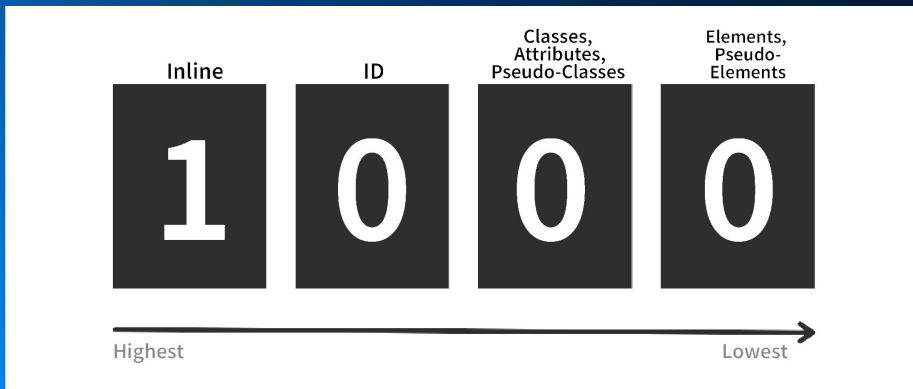 Inline
ID
Classes,
Attributes,
Pseudo-Classes
Elements,
Pseudo-
Elements
1
0
0
0
Highest
Lowest